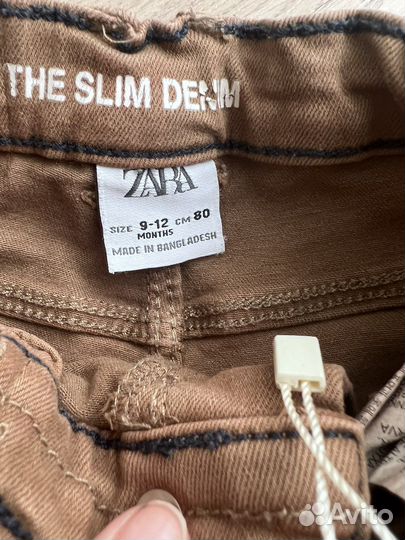 THE SLIM DENIM
ZARA
SIZE 9-12 CM 80
MONTHS
MADE IN BANGLADESH
Avito